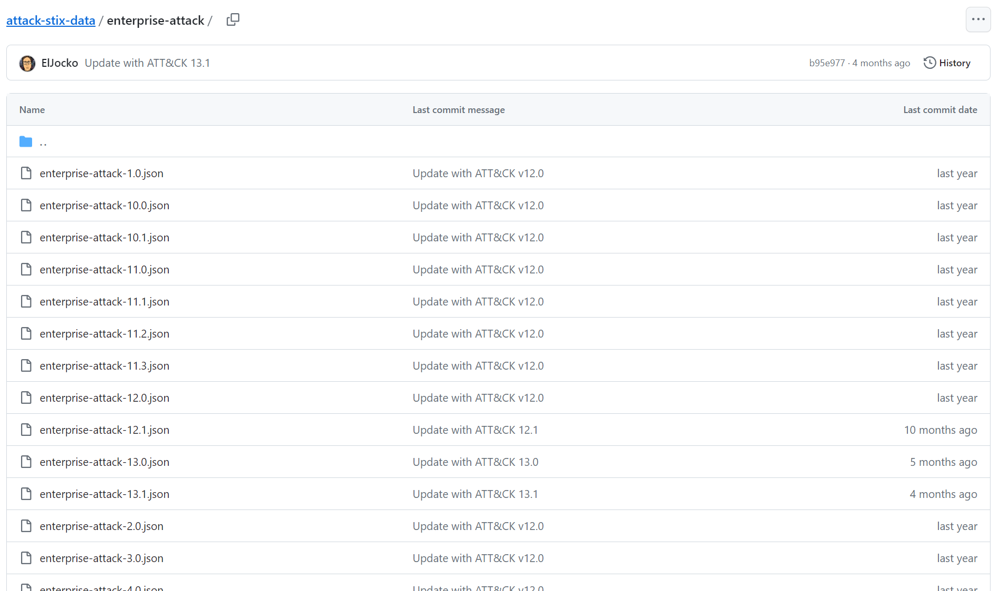 attack-stix-data / enterprise-attack /
ElJocko Update with ATT&CK 13.1 b95e977 · 4 months ago History
Name Last commit message Last commit date
..
enterprise-attack-1.0.json Update with ATT&CK v12.0 last year
enterprise-attack-10.0.json Update with ATT&CK v12.0 last year
enterprise-attack-10.1.json Update with ATT&CK v12.0 last year
enterprise-attack-11.0.json Update with ATT&CK v12.0 last year
enterprise-attack-11.1.json Update with ATT&CK v12.0 last year
enterprise-attack-11.2.json Update with ATT&CK v12.0 last year
enterprise-attack-11.3.json Update with ATT&CK v12.0 last year
enterprise-attack-12.0.json Update with ATT&CK v12.0 last year
enterprise-attack-12.1.json Update with ATT&CK 12.1 10 months ago
enterprise-attack-13.0.json Update with ATT&CK 13.0 5 months ago
enterprise-attack-13.1.json Update with ATT&CK 13.1 4 months ago
enterprise-attack-2.0.json Update with ATT&CK v12.0 last year
enterprise-attack-3.0.json Update with ATT&CK v12.0 last year
enterprise-attack-4.0.json Update with ATT&CK v12.0 last year